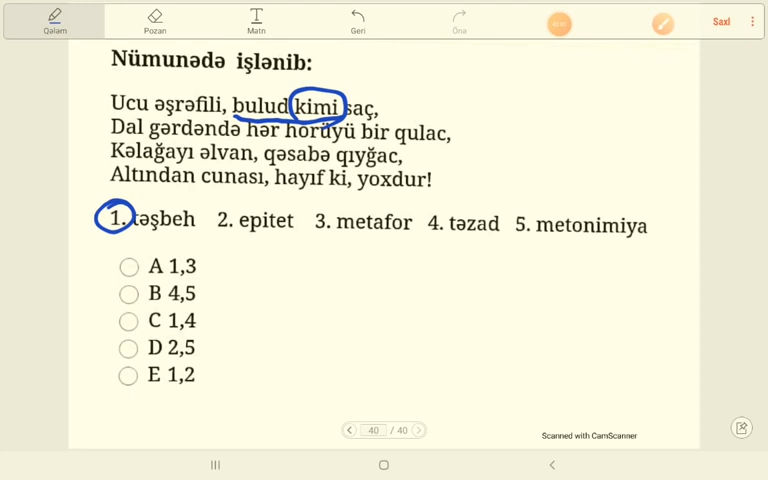 Qələm Pozan Mətn Geri Önə Saxl
Nümunədə işlənib:
Ucu əşrəfili, bulud kimi saç,
Dal gərdəndə hər hörüyü bir qulac,
Kəlağayı əlvan, qəsabə qıyğac,
Altından cunası, hayıf ki, yoxdur!
1. təşbeh 2. epitet 3. metafor 4. təzad 5. metonimiya
A 1,3
B 4,5
C 1,4
D 2,5
E 1,2
40 / 40
Scanned with CamScanner